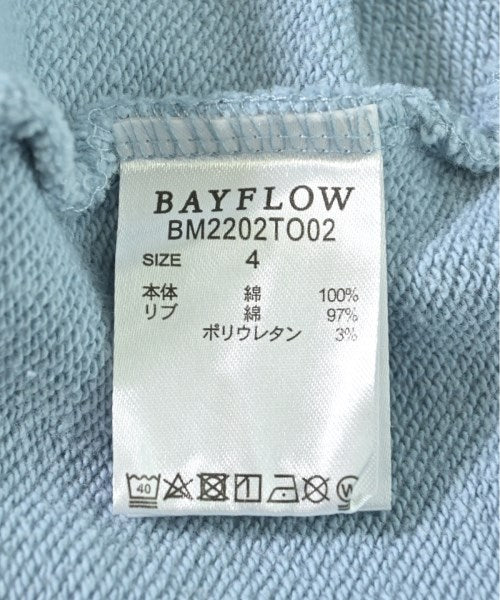 BAYFLOW
BM2202TO02
SIZE 4
本体 綿 100%
リブ 綿 97%
ポリウレタン 3%
40 W